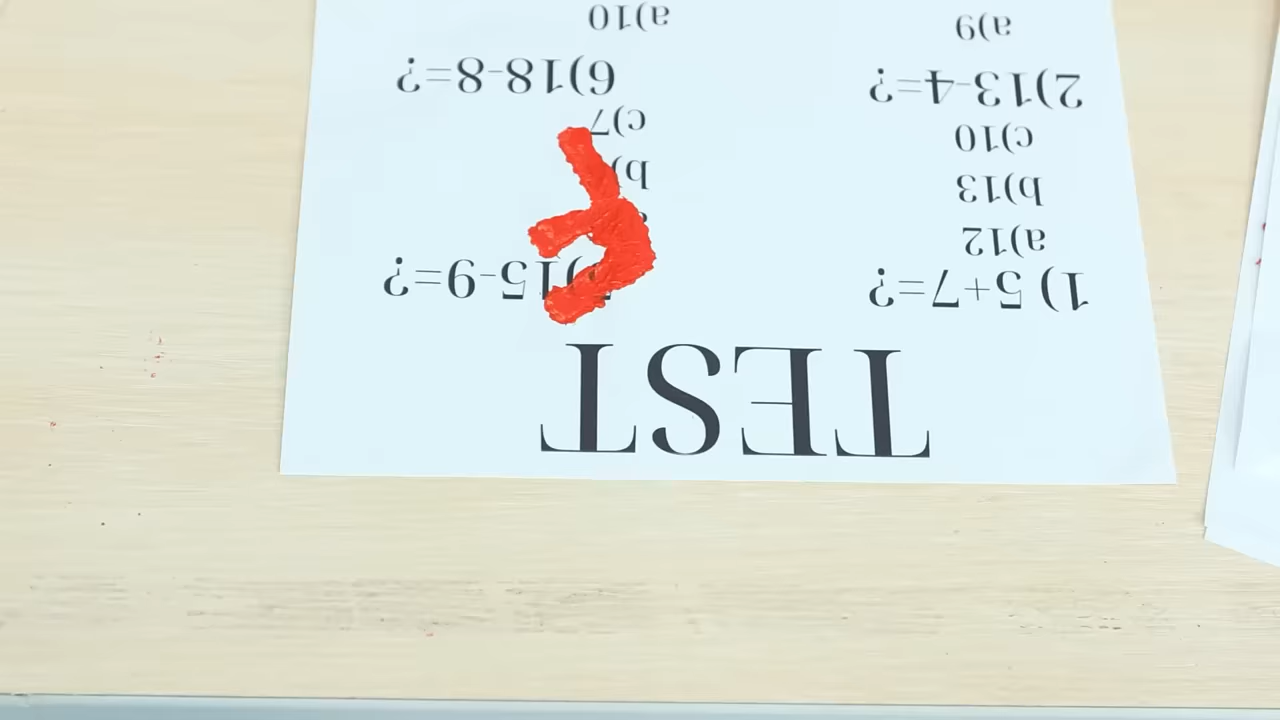 TEST
1) 5+7=?
a)12
b)13
c)10
2)13-4=?
a)9
)15-9=?
b)
c)7
6)18-8=?
a)10